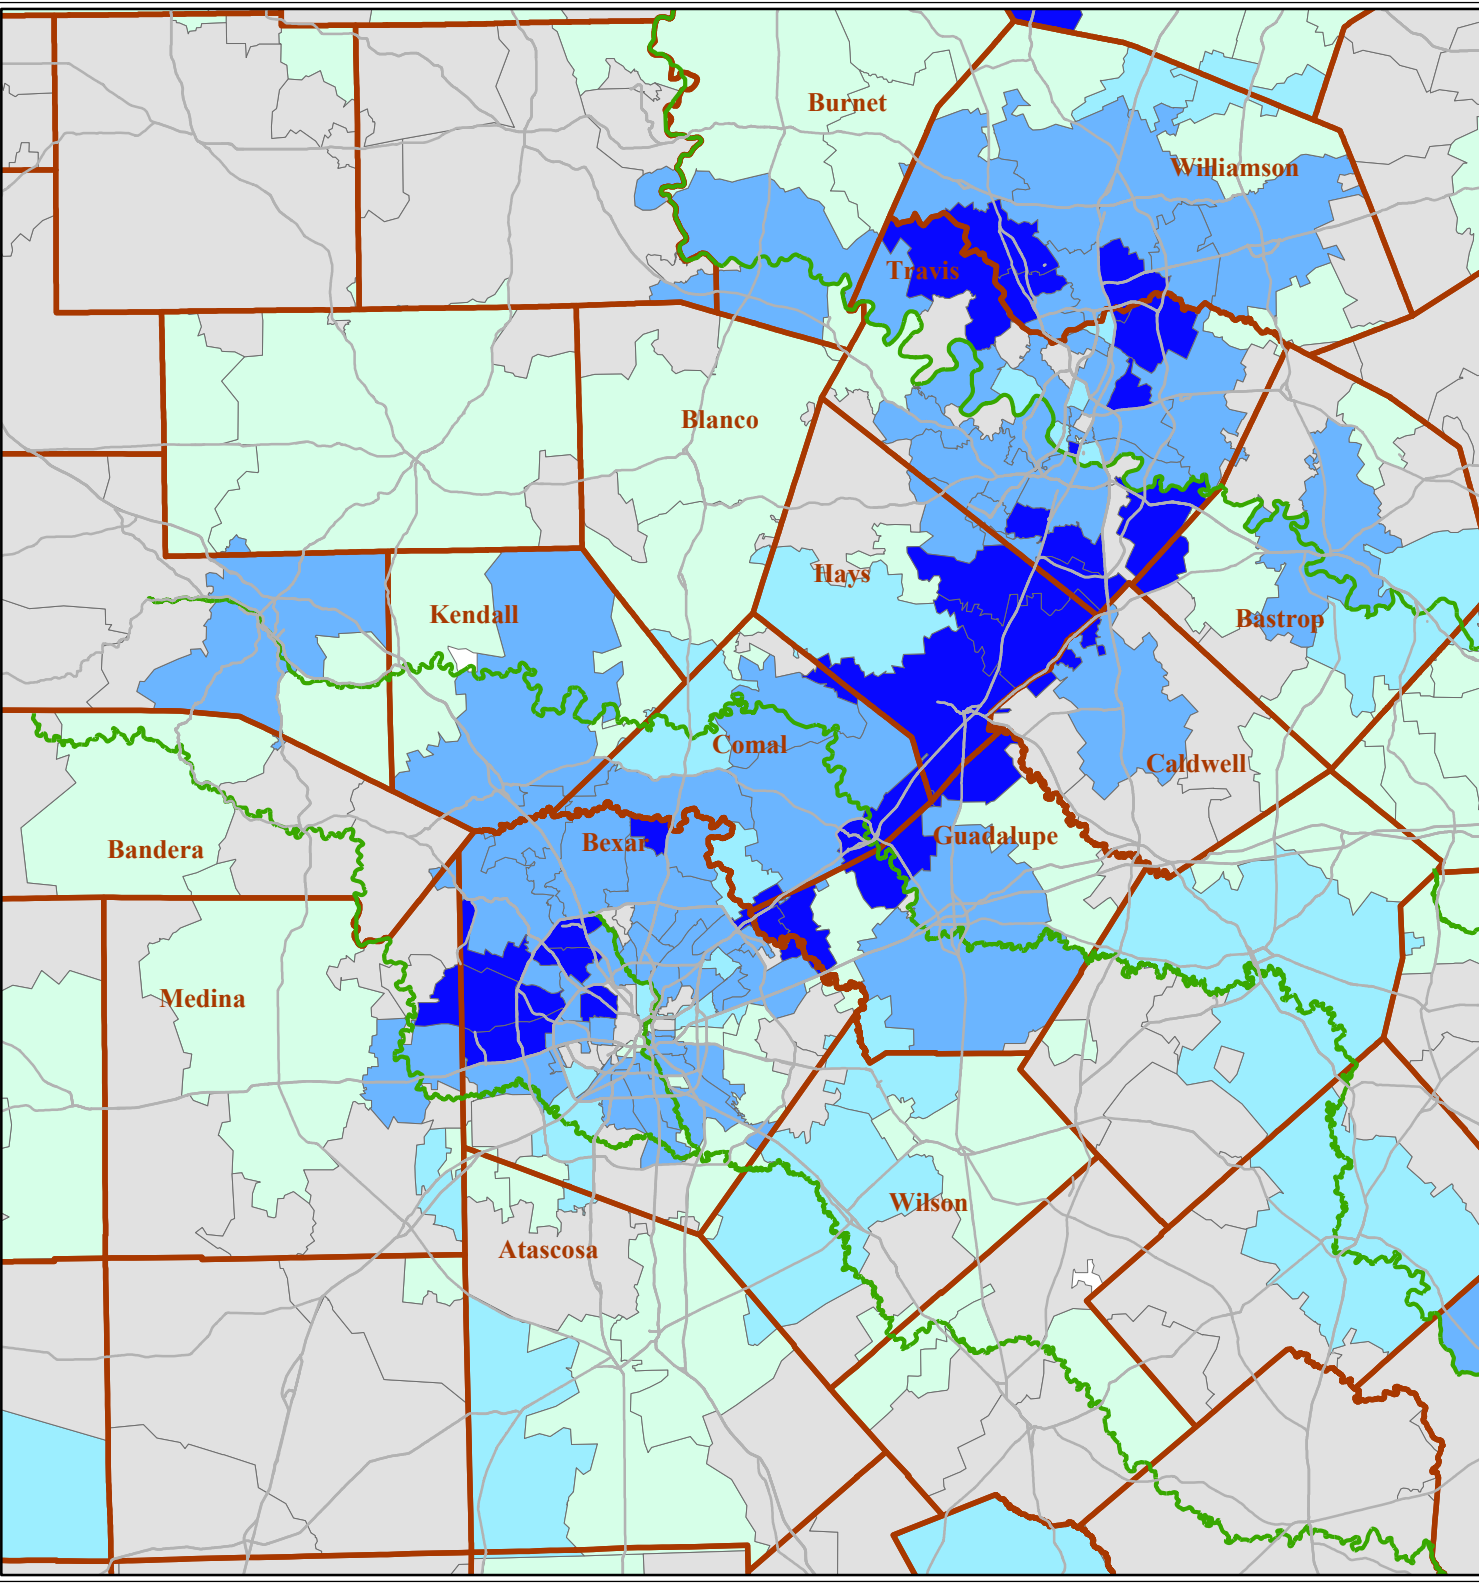 Burnet
Williamson
Travis
Blanco
Hays
Kendall
Bastrop
Comal
Caldwell
Bexar
Guadalupe
Bandera
Medina
Wilson
Atascosa